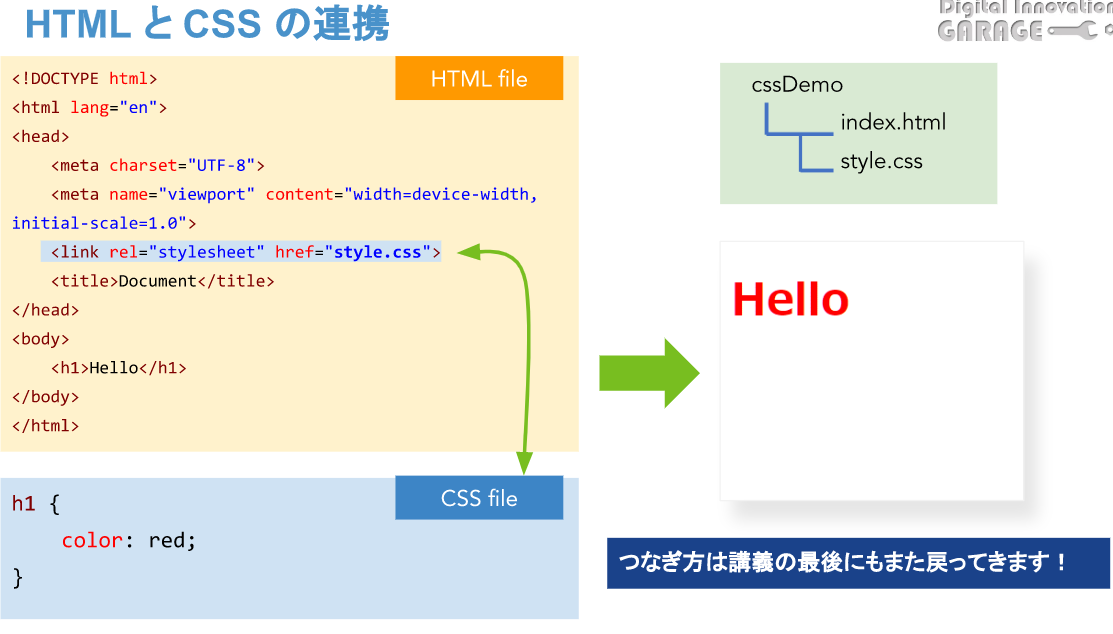 HTML と CSS の連携
Digital Innovation
GARAGE
HTML file
<!DOCTYPE html>
<html lang="en">
<head>
    <meta charset="UTF-8">
    <meta name="viewport" content="width=device-width,
initial-scale=1.0">
    <link rel="stylesheet" href="style.css">
    <title>Document</title>
</head>
<body>
    <h1>Hello</h1>
</body>
</html>
CSS file
h1 {
    color: red;
}
cssDemo
index.html
style.css
Hello
つなぎ方は講義の最後にもまた戻ってきます！